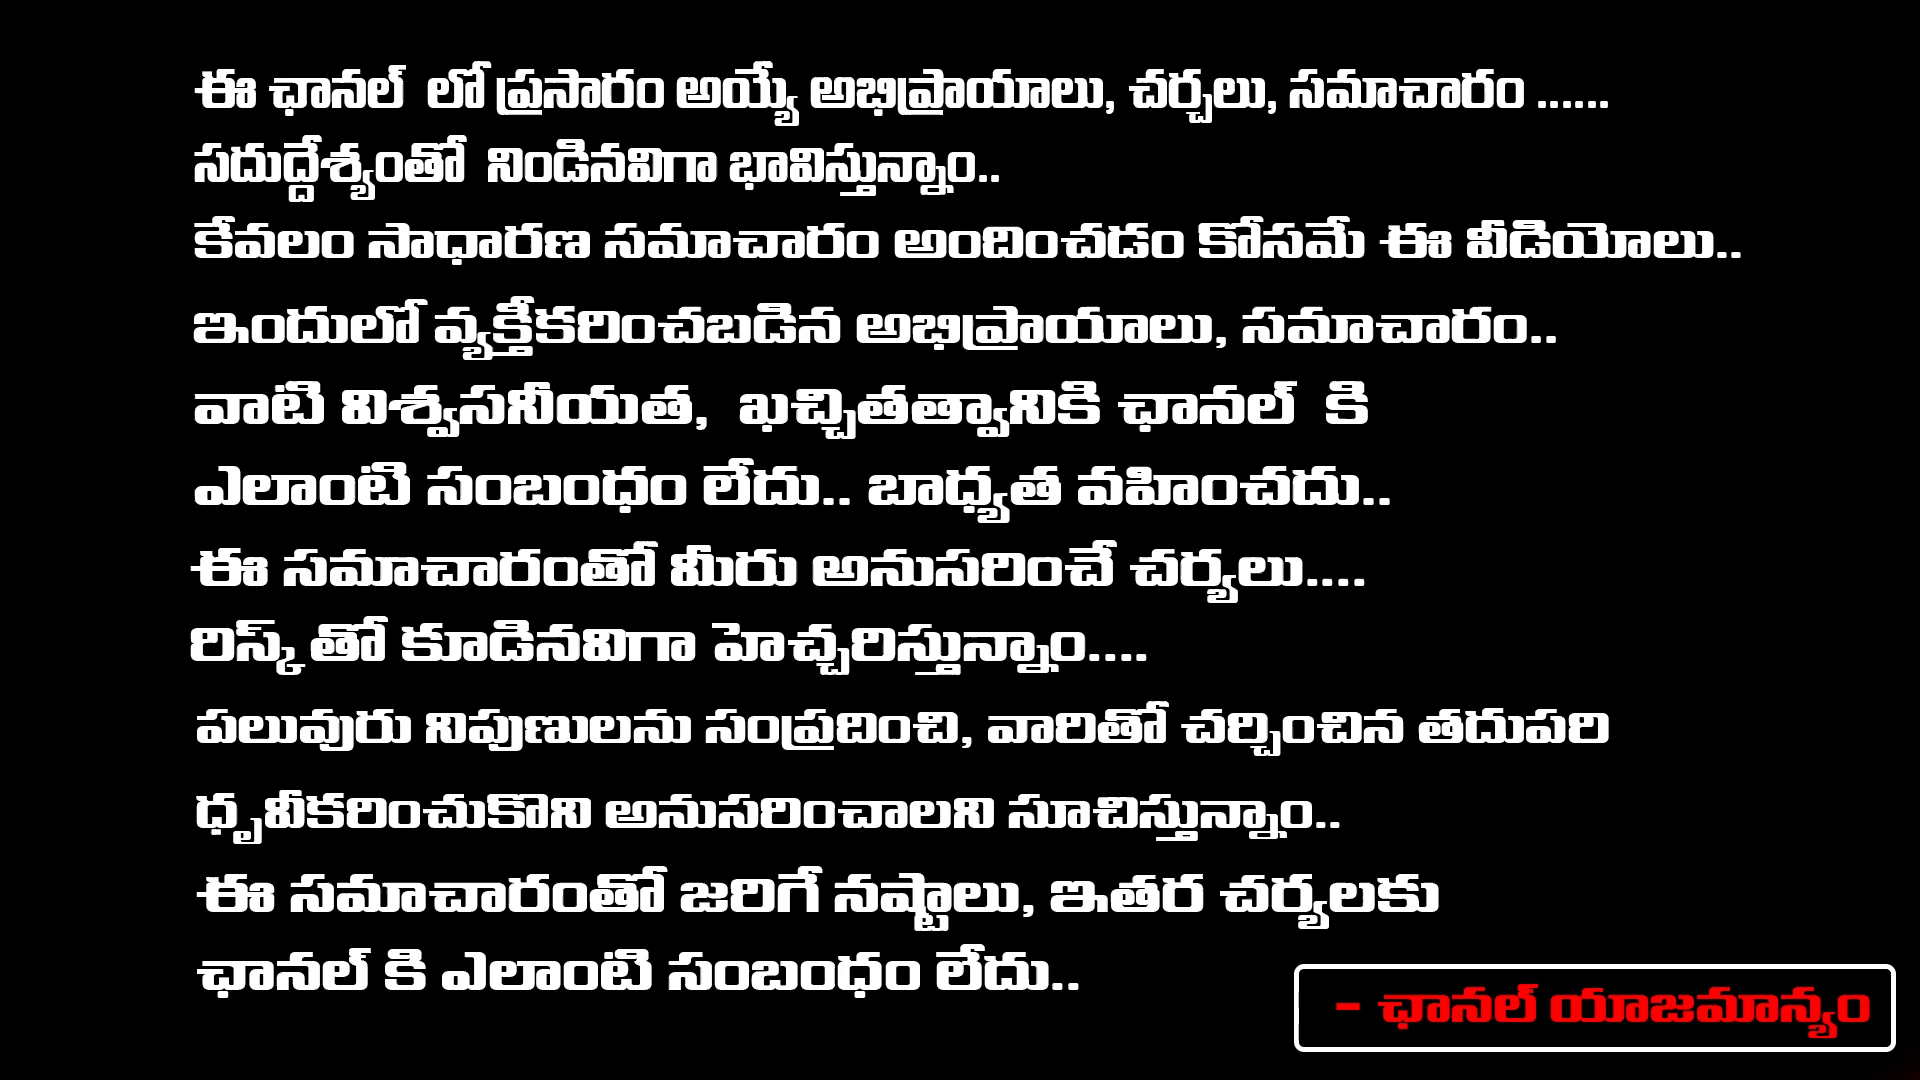 ఈ ఛానల్ లో ప్రసారం అయ్యే అభిప్రాయాలు, చర్చలు, సమాచారం ......
సదుద్దేశ్యంతో నిండినవిగా భావిస్తున్నాం..
కేవలం సాధారణ సమాచారం అందించడం కోసమే ఈ వీడియోలు..
ఇందులో వ్యక్తీకరించబడిన అభిప్రాయాలు, సమాచారం..
వాటి విశ్వసనీయత, ఖచ్చితత్వానికి ఛానల్ కి
ఎలాంటి సంబంధం లేదు.. బాధ్యత వహించదు..
ఈ సమాచారంతో మీరు అనుసరించే చర్యలు....
రిస్క్ తో కూడినవిగా హెచ్చరిస్తున్నాం....
పలువురు నిపుణులను సంప్రదించి, వారితో చర్చించిన తదుపరి
ధృవీకరించుకొని అనుసరించాలని సూచిస్తున్నాం..
ఈ సమాచారంతో జరిగే నష్టాలు, ఇతర చర్యలకు
ఛానల్ కి ఎలాంటి సంబంధం లేదు..
- ఛానల్ యాజమాన్యం